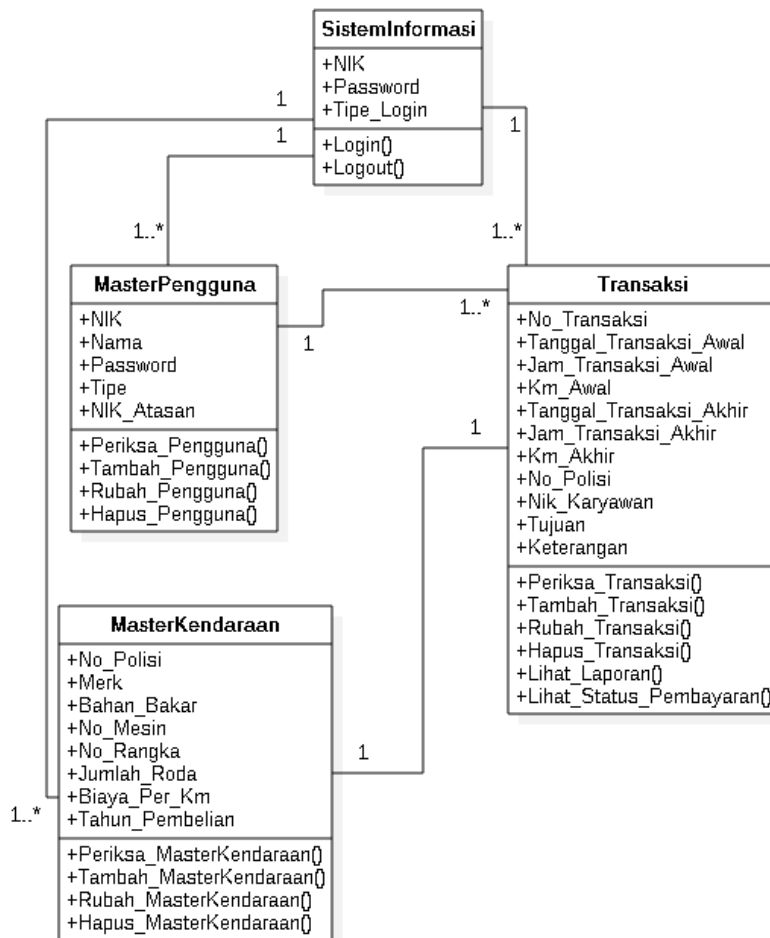 SistemInformasi
+NIK
+Password
+Tipe_Login
+Login()
+Logout()
1
1
1
1..*
1..*
MasterPengguna
+NIK
+Nama
+Password
+Tipe
+NIK_Atasan
+Periksa_Pengguna()
+Tambah_Pengguna()
+Rubah_Pengguna()
+Hapus_Pengguna()
1
1..*
Transaksi
+No_Transaksi
+Tanggal_Transaksi_Awal
+Jam_Transaksi_Awal
+Km_Awal
+Tanggal_Transaksi_Akhir
+Jam_Transaksi_Akhir
+Km_Akhir
+No_Polisi
+Nik_Karyawan
+Tujuan
+Keterangan
+Periksa_Transaksi()
+Tambah_Transaksi()
+Rubah_Transaksi()
+Hapus_Transaksi()
+Lihat_Laporan()
+Lihat_Status_Pembayaran()
1
1
1..*
MasterKendaraan
+No_Polisi
+Merk
+Bahan_Bakar
+No_Mesin
+No_Rangka
+Jumlah_Roda
+Biaya_Per_Km
+Tahun_Pembelian
+Periksa_MasterKendaraan()
+Tambah_MasterKendaraan()
+Rubah_MasterKendaraan()
+Hapus_MasterKendaraan()